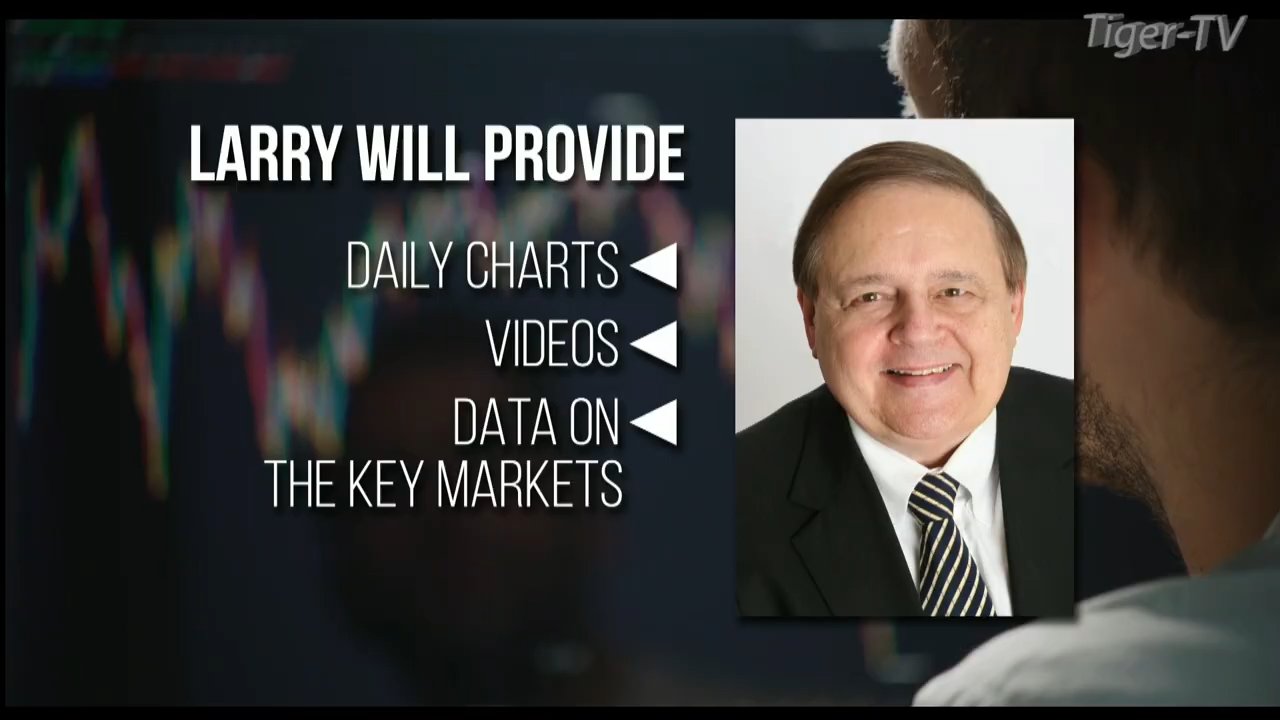 Tiger-TV
LARRY WILL PROVIDE
DAILY CHARTS
VIDEOS
DATA ON
THE KEY MARKETS